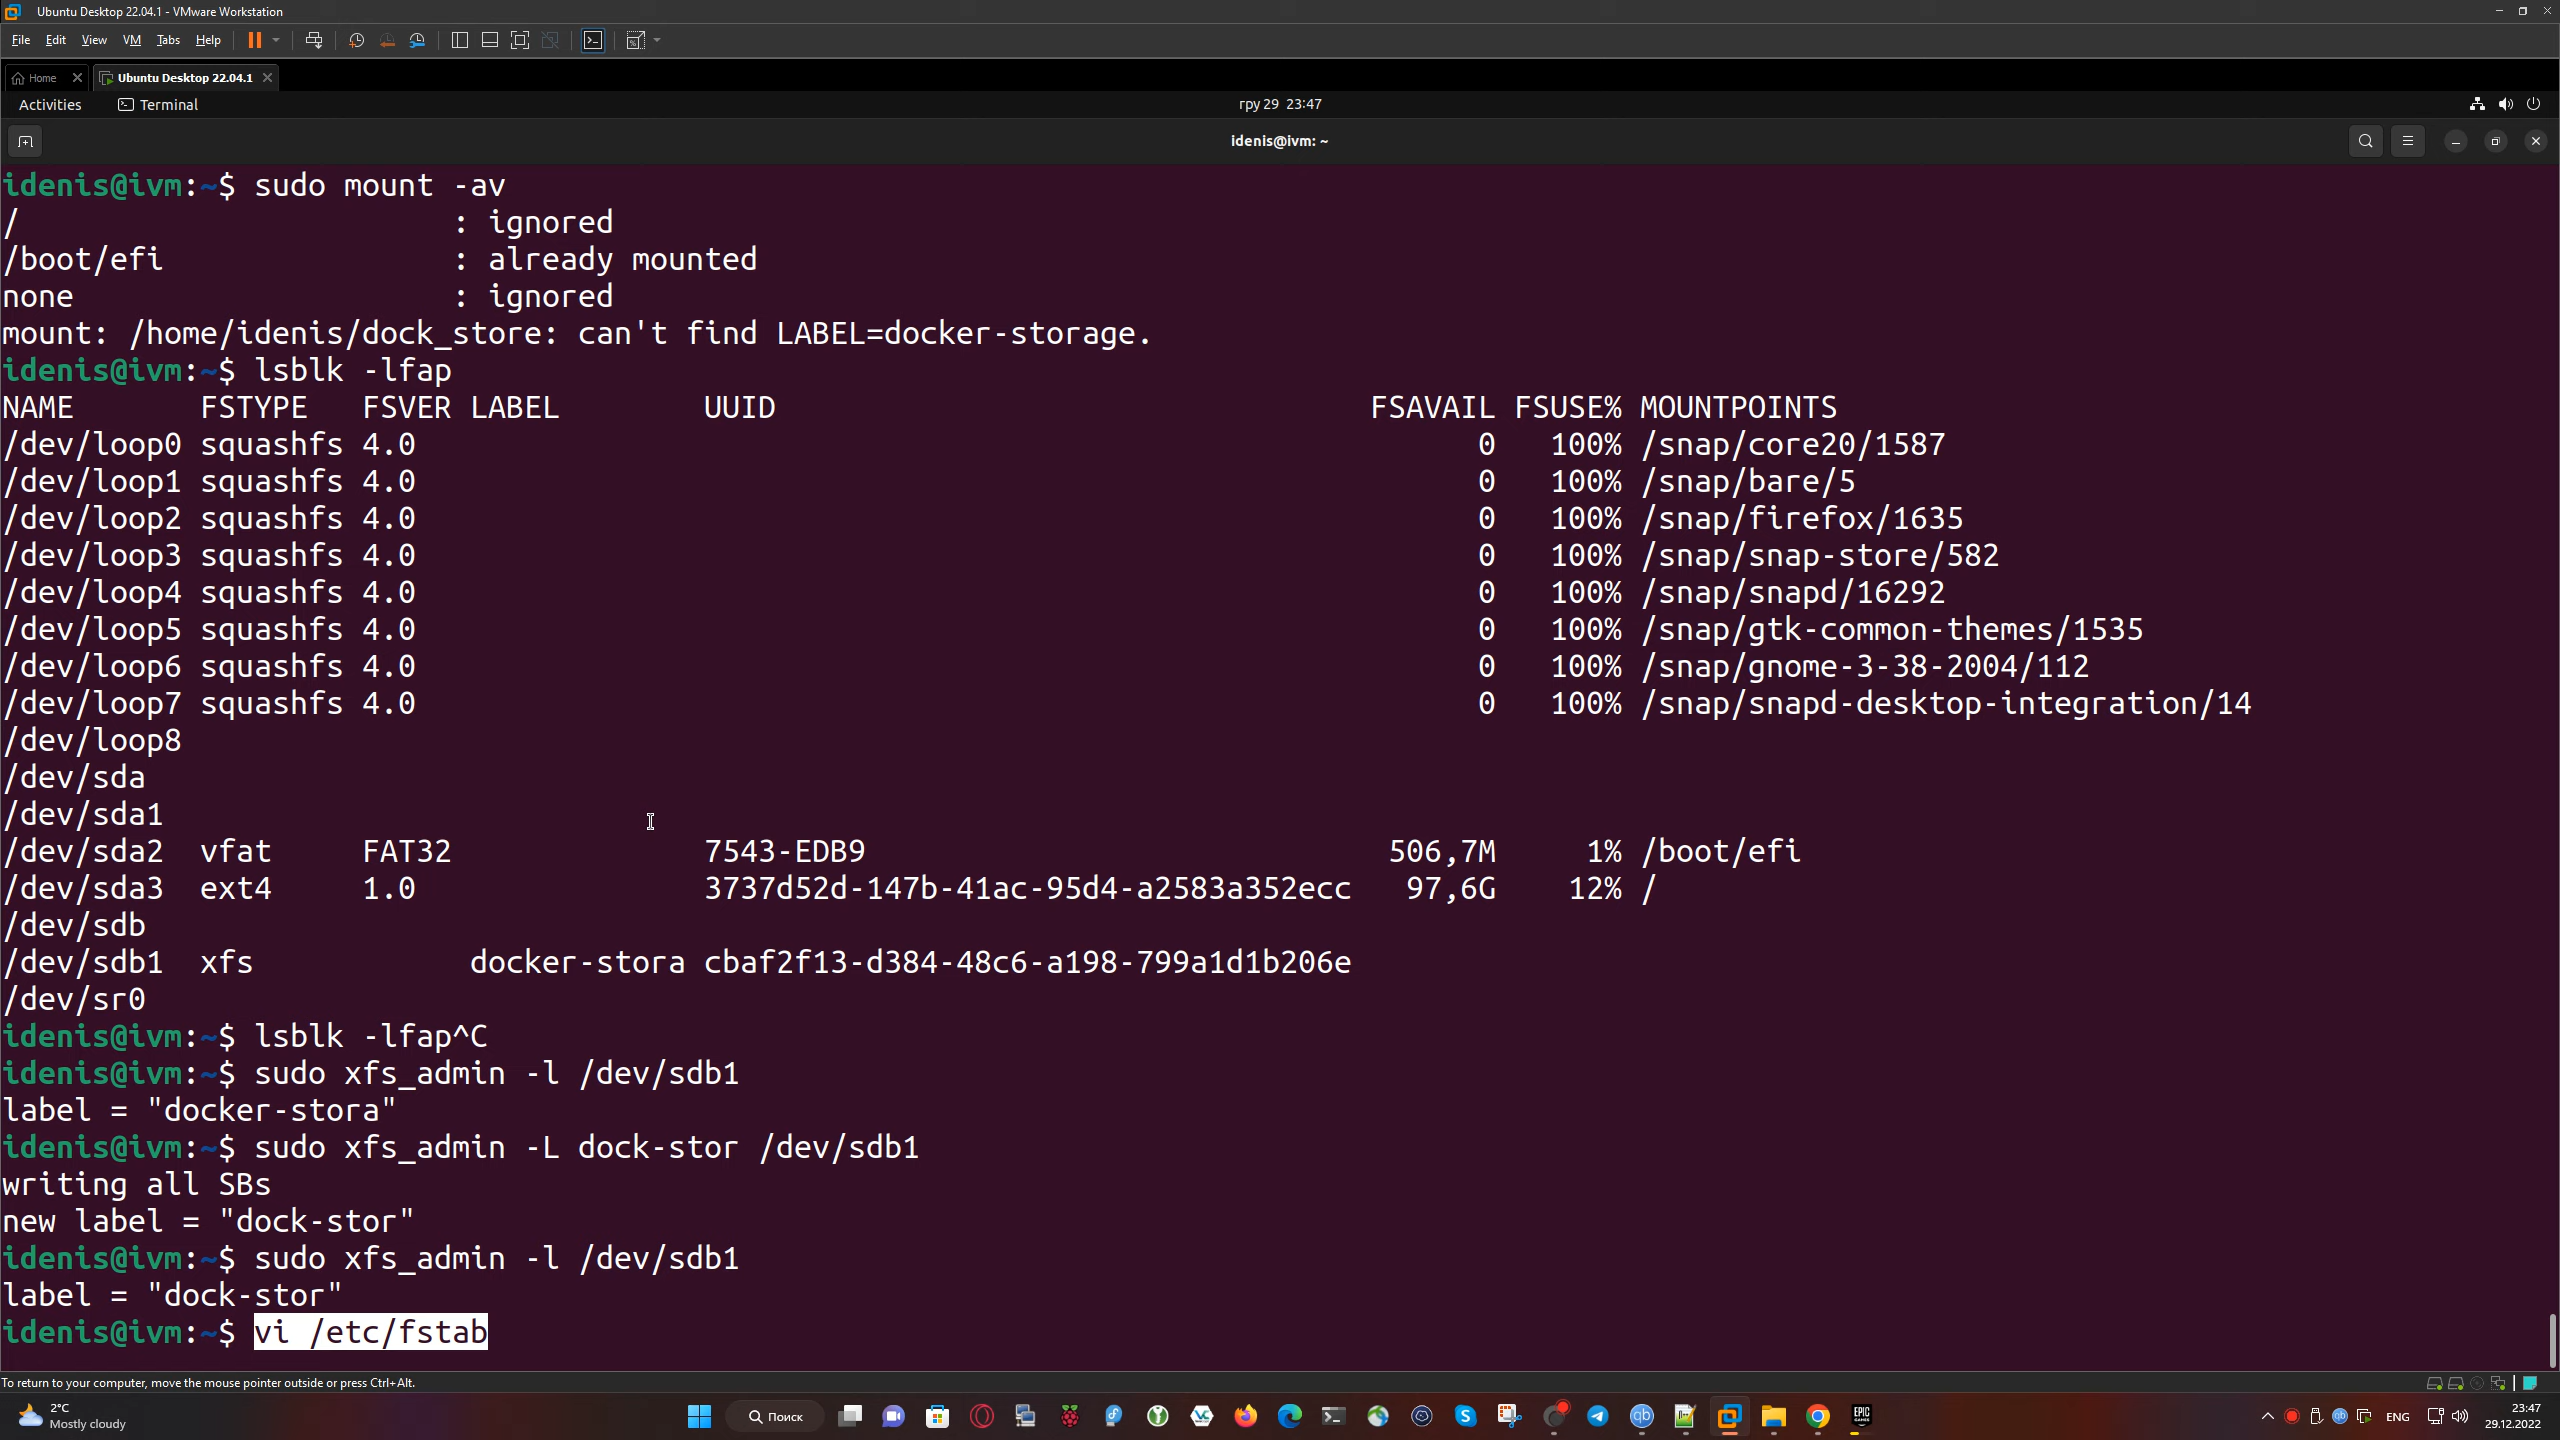 Ubuntu Desktop 22.04.1 - VMware Workstation
File Edit View VM Tabs Help
Home Ubuntu Desktop 22.04.1
Activities Terminal гру 29 23:47
idenis@ivm: ~
idenis@ivm:~$ sudo mount -av
/                         : ignored
/boot/efi                 : already mounted
none                      : ignored
mount: /home/idenis/dock_store: can't find LABEL=docker-storage.
idenis@ivm:~$ lsblk -lfap
NAME       FSTYPE   FSVER LABEL        UUID                                 FSAVAIL FSUSE% MOUNTPOINTS
/dev/loop0 squashfs 4.0                                                           0   100% /snap/core20/1587
/dev/loop1 squashfs 4.0                                                           0   100% /snap/bare/5
/dev/loop2 squashfs 4.0                                                           0   100% /snap/firefox/1635
/dev/loop3 squashfs 4.0                                                           0   100% /snap/snap-store/582
/dev/loop4 squashfs 4.0                                                           0   100% /snap/snapd/16292
/dev/loop5 squashfs 4.0                                                           0   100% /snap/gtk-common-themes/1535
/dev/loop6 squashfs 4.0                                                           0   100% /snap/gnome-3-38-2004/112
/dev/loop7 squashfs 4.0                                                           0   100% /snap/snapd-desktop-integration/14
/dev/loop8
/dev/sda
/dev/sda1
/dev/sda2  vfat     FAT32              7543-EDB9                             506,7M     1% /boot/efi
/dev/sda3  ext4     1.0                3737d52d-147b-41ac-95d4-a2583a352ecc   97,6G    12% /
/dev/sdb
/dev/sdb1  xfs            docker-stora cbaf2f13-d384-48c6-a198-799a1d1b206e
/dev/sr0
idenis@ivm:~$ lsblk -lfap^C
idenis@ivm:~$ sudo xfs_admin -l /dev/sdb1
label = "docker-stora"
idenis@ivm:~$ sudo xfs_admin -L dock-stor /dev/sdb1
writing all SBs
new label = "dock-stor"
idenis@ivm:~$ sudo xfs_admin -l /dev/sdb1
label = "dock-stor"
idenis@ivm:~$ vi /etc/fstab
To return to your computer, move the mouse pointer outside or press Ctrl+Alt.
2°C
Mostly cloudy
Поиск
ENG
23:47
29.12.2022